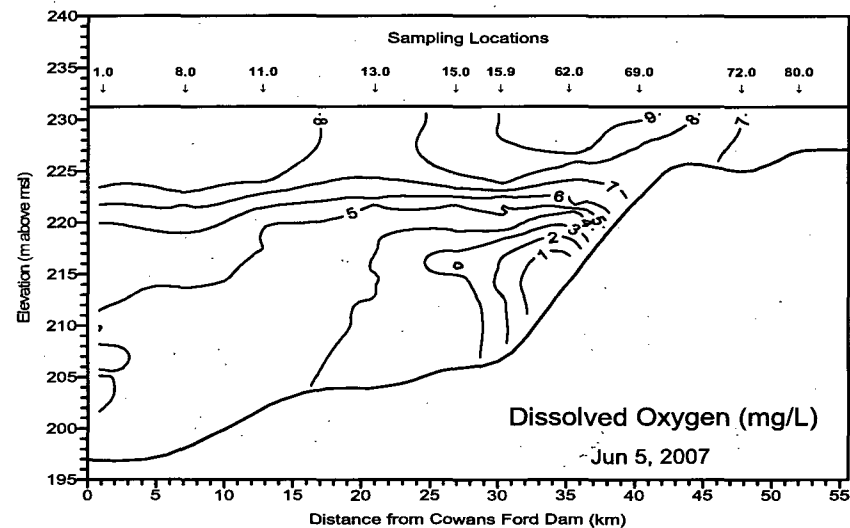 240
Sampling Locations
235
1.0 8.0 11.0 13.0 15.0 15.9 62.0 69.0 72.0 80.0
230
8 9. 8. 7.
225
7
6
220
5 5.
4
3
2
215
1
210
205
200
195
Elevation (m above msl)
Dissolved Oxygen (mg/L)
Jun 5, 2007
0 5 10 15 20 25 30 35 40 45 50 55
Distance from Cowans Ford Dam (km)